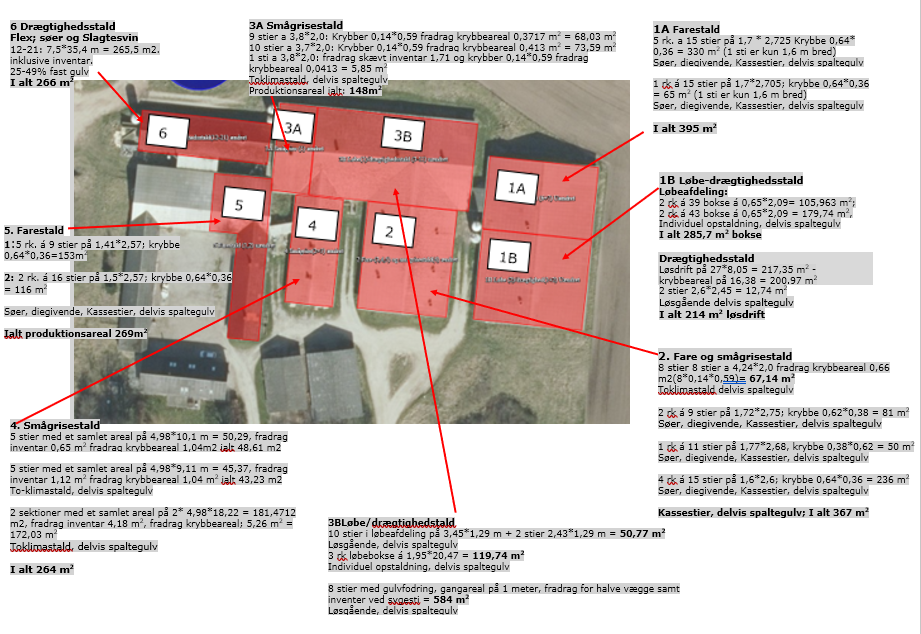 6 Drægtighedsstald
Flex; søer og Slagtesvin
12-21: 7,5*35,4 m = 265,5 m2.
inklusive inventar.
25-49% fast gulv
I alt 266 m²
3A Smågrisestald
9 stier a 3,8*2,0: Krybber 0,14*0,59 fradrag krybbeareal 0,3717 m² = 68,03 m²
10 stier a 3,7*2,0: Krybber 0,14*0,59 fradrag krybbeareal 0,413 m² = 73,59 m²
1 sti a 3,8*2,0: fradrag skævt inventar 1,71 og krybber 0,14*0,59 fradrag
krybbeareal 0,0413 = 5,85 m²
Toklimastald, delvis spaltegulv
Produktionsareal ialt: 148m²
1A Farestald
5 rk. a 15 stier på 1,7 * 2,725 Krybbe 0,64*
0,36 = 330 m² (1 sti er kun 1,6 m bred)
Søer, diegivende, Kassestier, delvis spaltegulv
1 rk á 15 stier på 1,7*2,705; krybbe 0,64*0,36
= 65 m² (1 sti er kun 1,6 m bred)
Søer, diegivende, Kassestier, delvis spaltegulv
I alt 395 m²
1B Løbe-drægtighedsstald
Løbeafdeling:
2 rk á 39 bokse á 0,65*2,09= 105,963 m²;
2 rk á 43 bokse á 0,65*2,09 = 179,74 m²,
Individuel opstaldning, delvis spaltegulv
I alt 285,7 m² bokse
Drægtighedsstald
Løsdrift på 27*8,05 = 217,35 m² -
krybbeareal på 16,38 = 200.97 m²
2 stier 2,6*2,45 = 12,74 m²
Løsgående delvis spaltegulv
I alt 214 m² løsdrift
6
3A
3B
5
4
2
1A
1B
5. Farestald
1:5 rk. á 9 stier på 1,41*2,57; krybbe
0,64*0,36=153m²
2: 2 rk. á 16 stier på 1,5*2,57; krybbe 0,64*0,36
= 116 m²
Søer, diegivende, Kassestier, delvis spaltegulv
Ialt produktionsareal 269m²
2. Fare og smågrisestald
8 stier 8 stier a 4,24*2,0 fradrag krybbeareal 0,66
m2(8*0,14*0,59)= 67,14 m²
Toklimastald delvis spaltegulv
2 rk á 9 stier på 1,72*2,75; krybbe 0,62*0,38 = 81 m²
Søer, diegivende, Kassestier, delvis spaltegulv
1 rk á 11 stier på 1,77*2,68, krybbe 0,38*0,62 = 50 m²
Søer, diegivende, Kassestier, delvis spaltegulv
4 rk á 15 stier på 1,6*2,6; krybbe 0,64*0,36 = 236 m²
Søer, diegivende, Kassestier, delvis spaltegulv
Kassestier, delvis spaltegulv; I alt 367 m²
4. Smågrisestald
5 stier med et samlet areal på 4,98*10,1 m = 50,29, fradrag
inventar 0,65 m² fradrag krybbeareal 1,04m2 ialt 48,61 m2
5 stier med et samlet areal på 4,98*9,11 m = 45,37, fradrag
inventar 1,12 m² fradrag krybbeareal 1,04 m² ialt 43,23 m2
To-klimastald, delvis spaltegulv
2 sektioner med et samlet areal på 2* 4,98*18,22 = 181,4712
m2, fradrag inventar 4,18 m², fradrag krybbeareal; 5,26 m² =
172,03 m²
Toklimastald, delvis spaltegulv
I alt 264 m²
3BLøbe/drægtighedstald
10 stier i løbeafdeling på 3,45*1,29 m + 2 stier 2,43*1,29 m = 50,77 m²
Løsgående, delvis spaltegulv
3 rk løbebokse á 1,95*20,47 = 119,74 m²
Individuel opstaldning, delvis spaltegulv
8 stier med gulvfodring, gangareal på 1 meter, fradrag for halve vægge samt
inventer ved sygesti = 584 m²
Løsgående, delvis spaltegulv